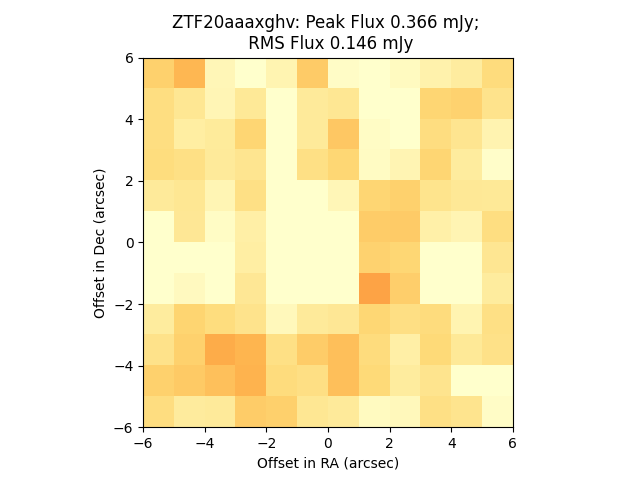 ZTF20aaaxghv: Peak Flux 0.366 mJy;
RMS Flux 0.146 mJy
6
4
2
0
−2
−4
−6
Offset in Dec (arcsec)
−6 −4 −2 0 2 4 6
Offset in RA (arcsec)